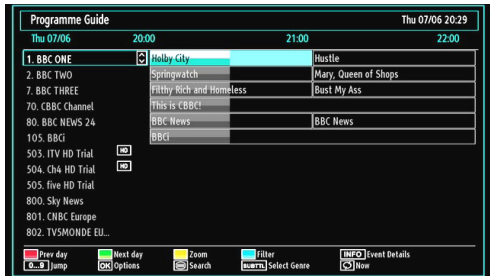 Programme Guide Thu 07/06 20:29
Thu 07/06 20:00 21:00 22:00
1. BBC ONE Holby City Hustle
2. BBC TWO Springwatch Mary, Queen of Shops
7. BBC THREE Filthy Rich and Homeless Bust My Ass
70. CBBC Channel This is CBBC!
80. BBC NEWS 24 BBC News BBC News
105. BBCi BBCi
503. ITV HD Trial HD
504. Ch4 HD Trial HD
505. five HD Trial
800. Sky News
801. CNBC Europe
802. TV5MONDE EU...
Prev day Next day Zoom Filter INFO Event Details
0...9 Jump OK Options Search SUBTTL Select Genre Now